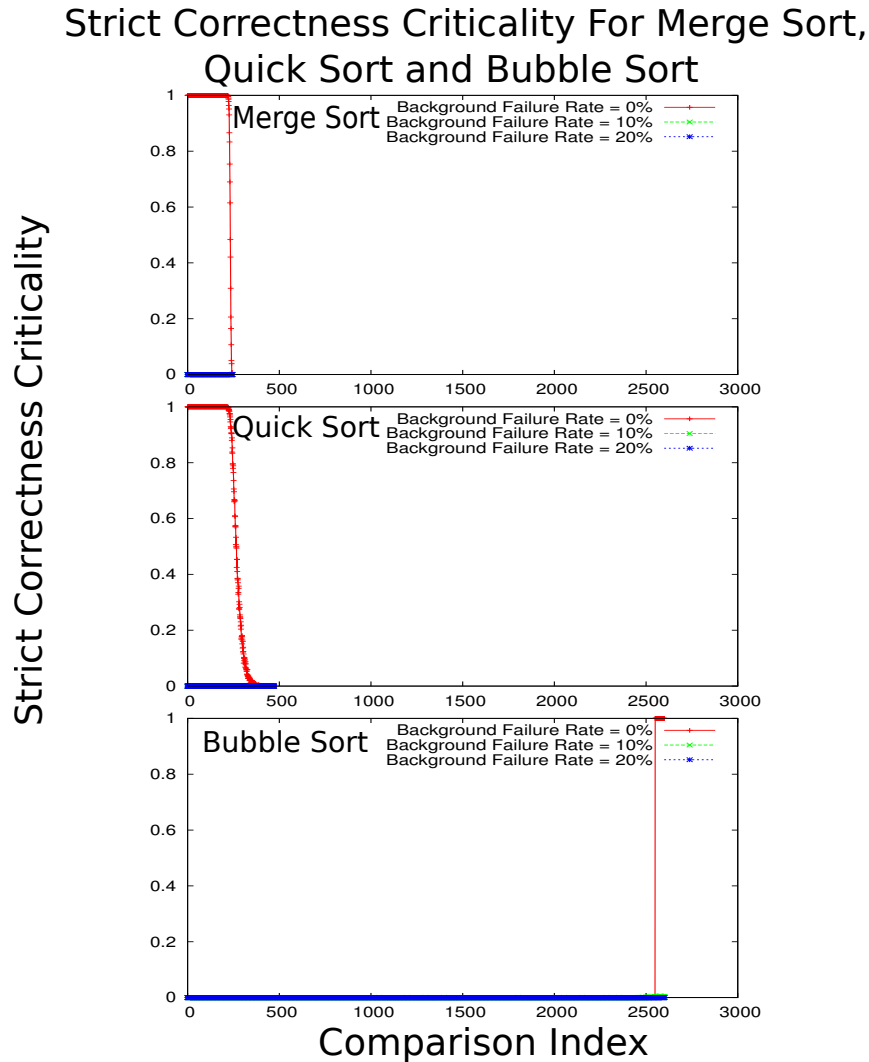 Strict Correctness Criticality For Merge Sort,
Quick Sort and Bubble Sort
Strict Correctness Criticality
Merge Sort
Background Failure Rate = 0%
Background Failure Rate = 10%
Background Failure Rate = 20%
1
0.8
0.6
0.4
0.2
0
0 500 1000 1500 2000 2500 3000
Quick Sort
Background Failure Rate = 0%
Background Failure Rate = 10%
Background Failure Rate = 20%
1
0.8
0.6
0.4
0.2
0
0 500 1000 1500 2000 2500 3000
Bubble Sort
Background Failure Rate = 0%
Background Failure Rate = 10%
Background Failure Rate = 20%
1
0.8
0.6
0.4
0.2
0
0 500 1000 1500 2000 2500 3000
Comparison Index